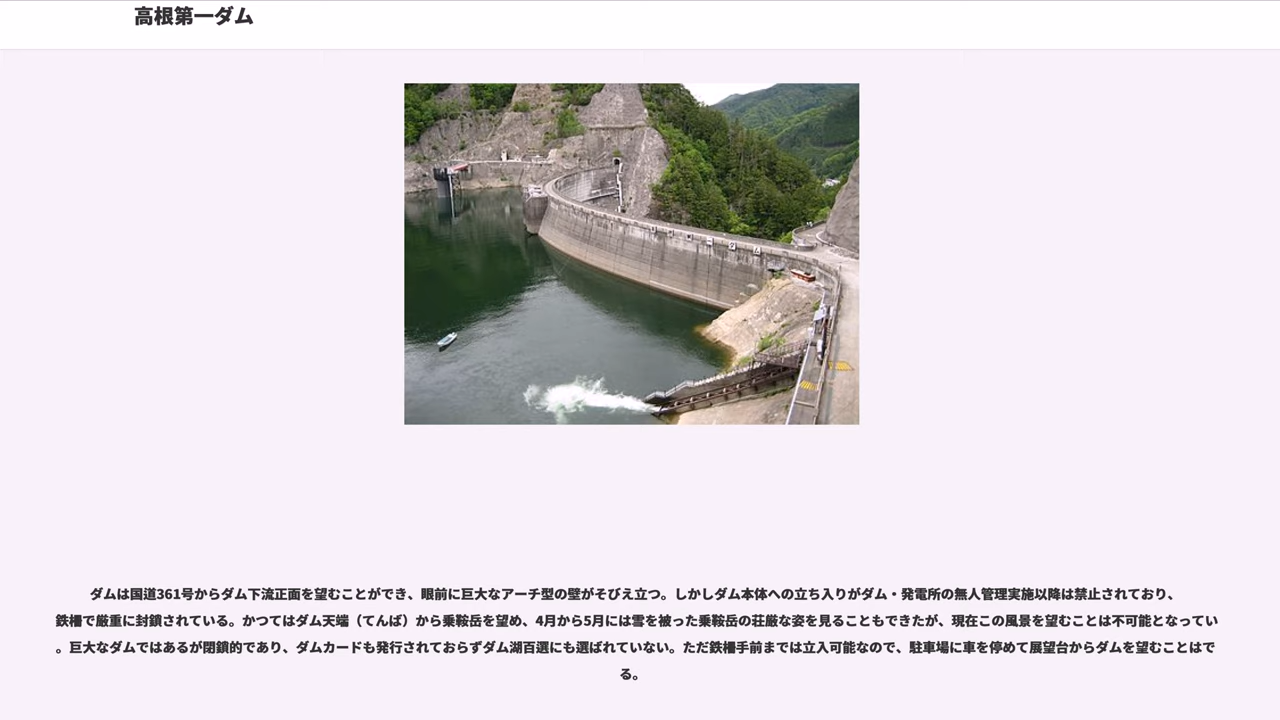 高根第一ダム
ダムは国道361号からダム下流正面を望むことができ、眼前に巨大なアーチ型の壁がそびえ立つ。しかしダム本体への立ち入りがダム・発電所の無人管理実施以降は禁止されており、
鉄柵で厳重に封鎖されている。かつてはダム天端（てんば）から乗鞍岳を望め、4月から5月には雪を被った乗鞍岳の荘厳な姿を見ることもできたが、現在この風景を望むことは不可能となってい
。巨大なダムではあるが閉鎖的であり、ダムカードも発行されておらずダム湖百選にも選ばれていない。ただ鉄柵手前までは立入可能なので、駐車場に車を停めて展望台からダムを望むことはで
る。